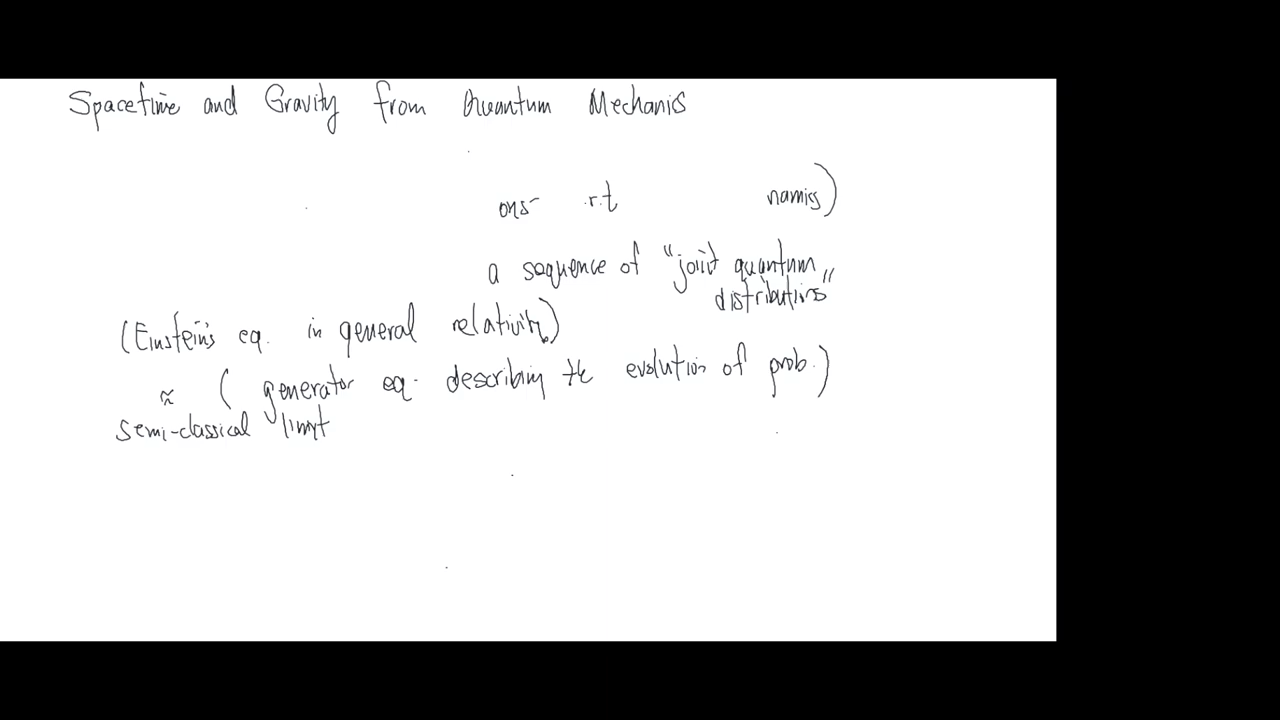 Spacetime and Gravity from Quantum Mechanics
ons r.t namics)
a sequence of "joint quantum
distributions"
(Einstein's eq. in general relativity)
≈ ( generator eq. describing the evolution of prob.)
semi-classical limit